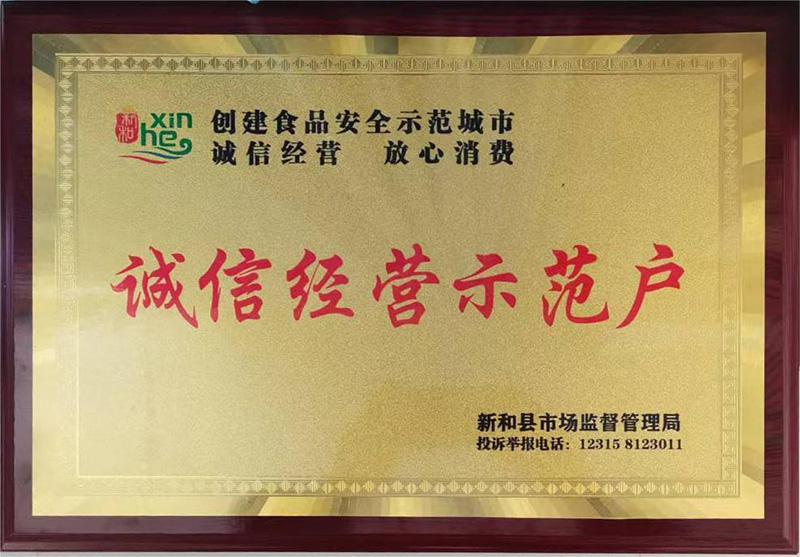 新和
xin
he
创建食品安全示范城市
诚信经营 放心消费
诚信经营示范户
新和县市场监督管理局
投诉举报电话：12315 8123011